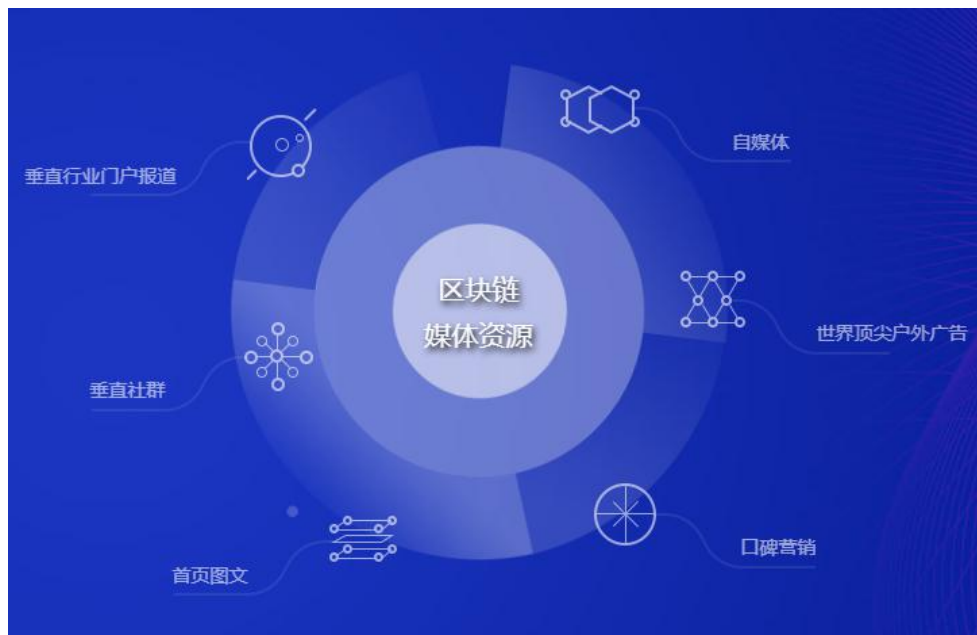 自媒体
垂直行业门户报道
区块链
媒体资源
世界顶尖户外广告
垂直社群
口碑营销
首页图文